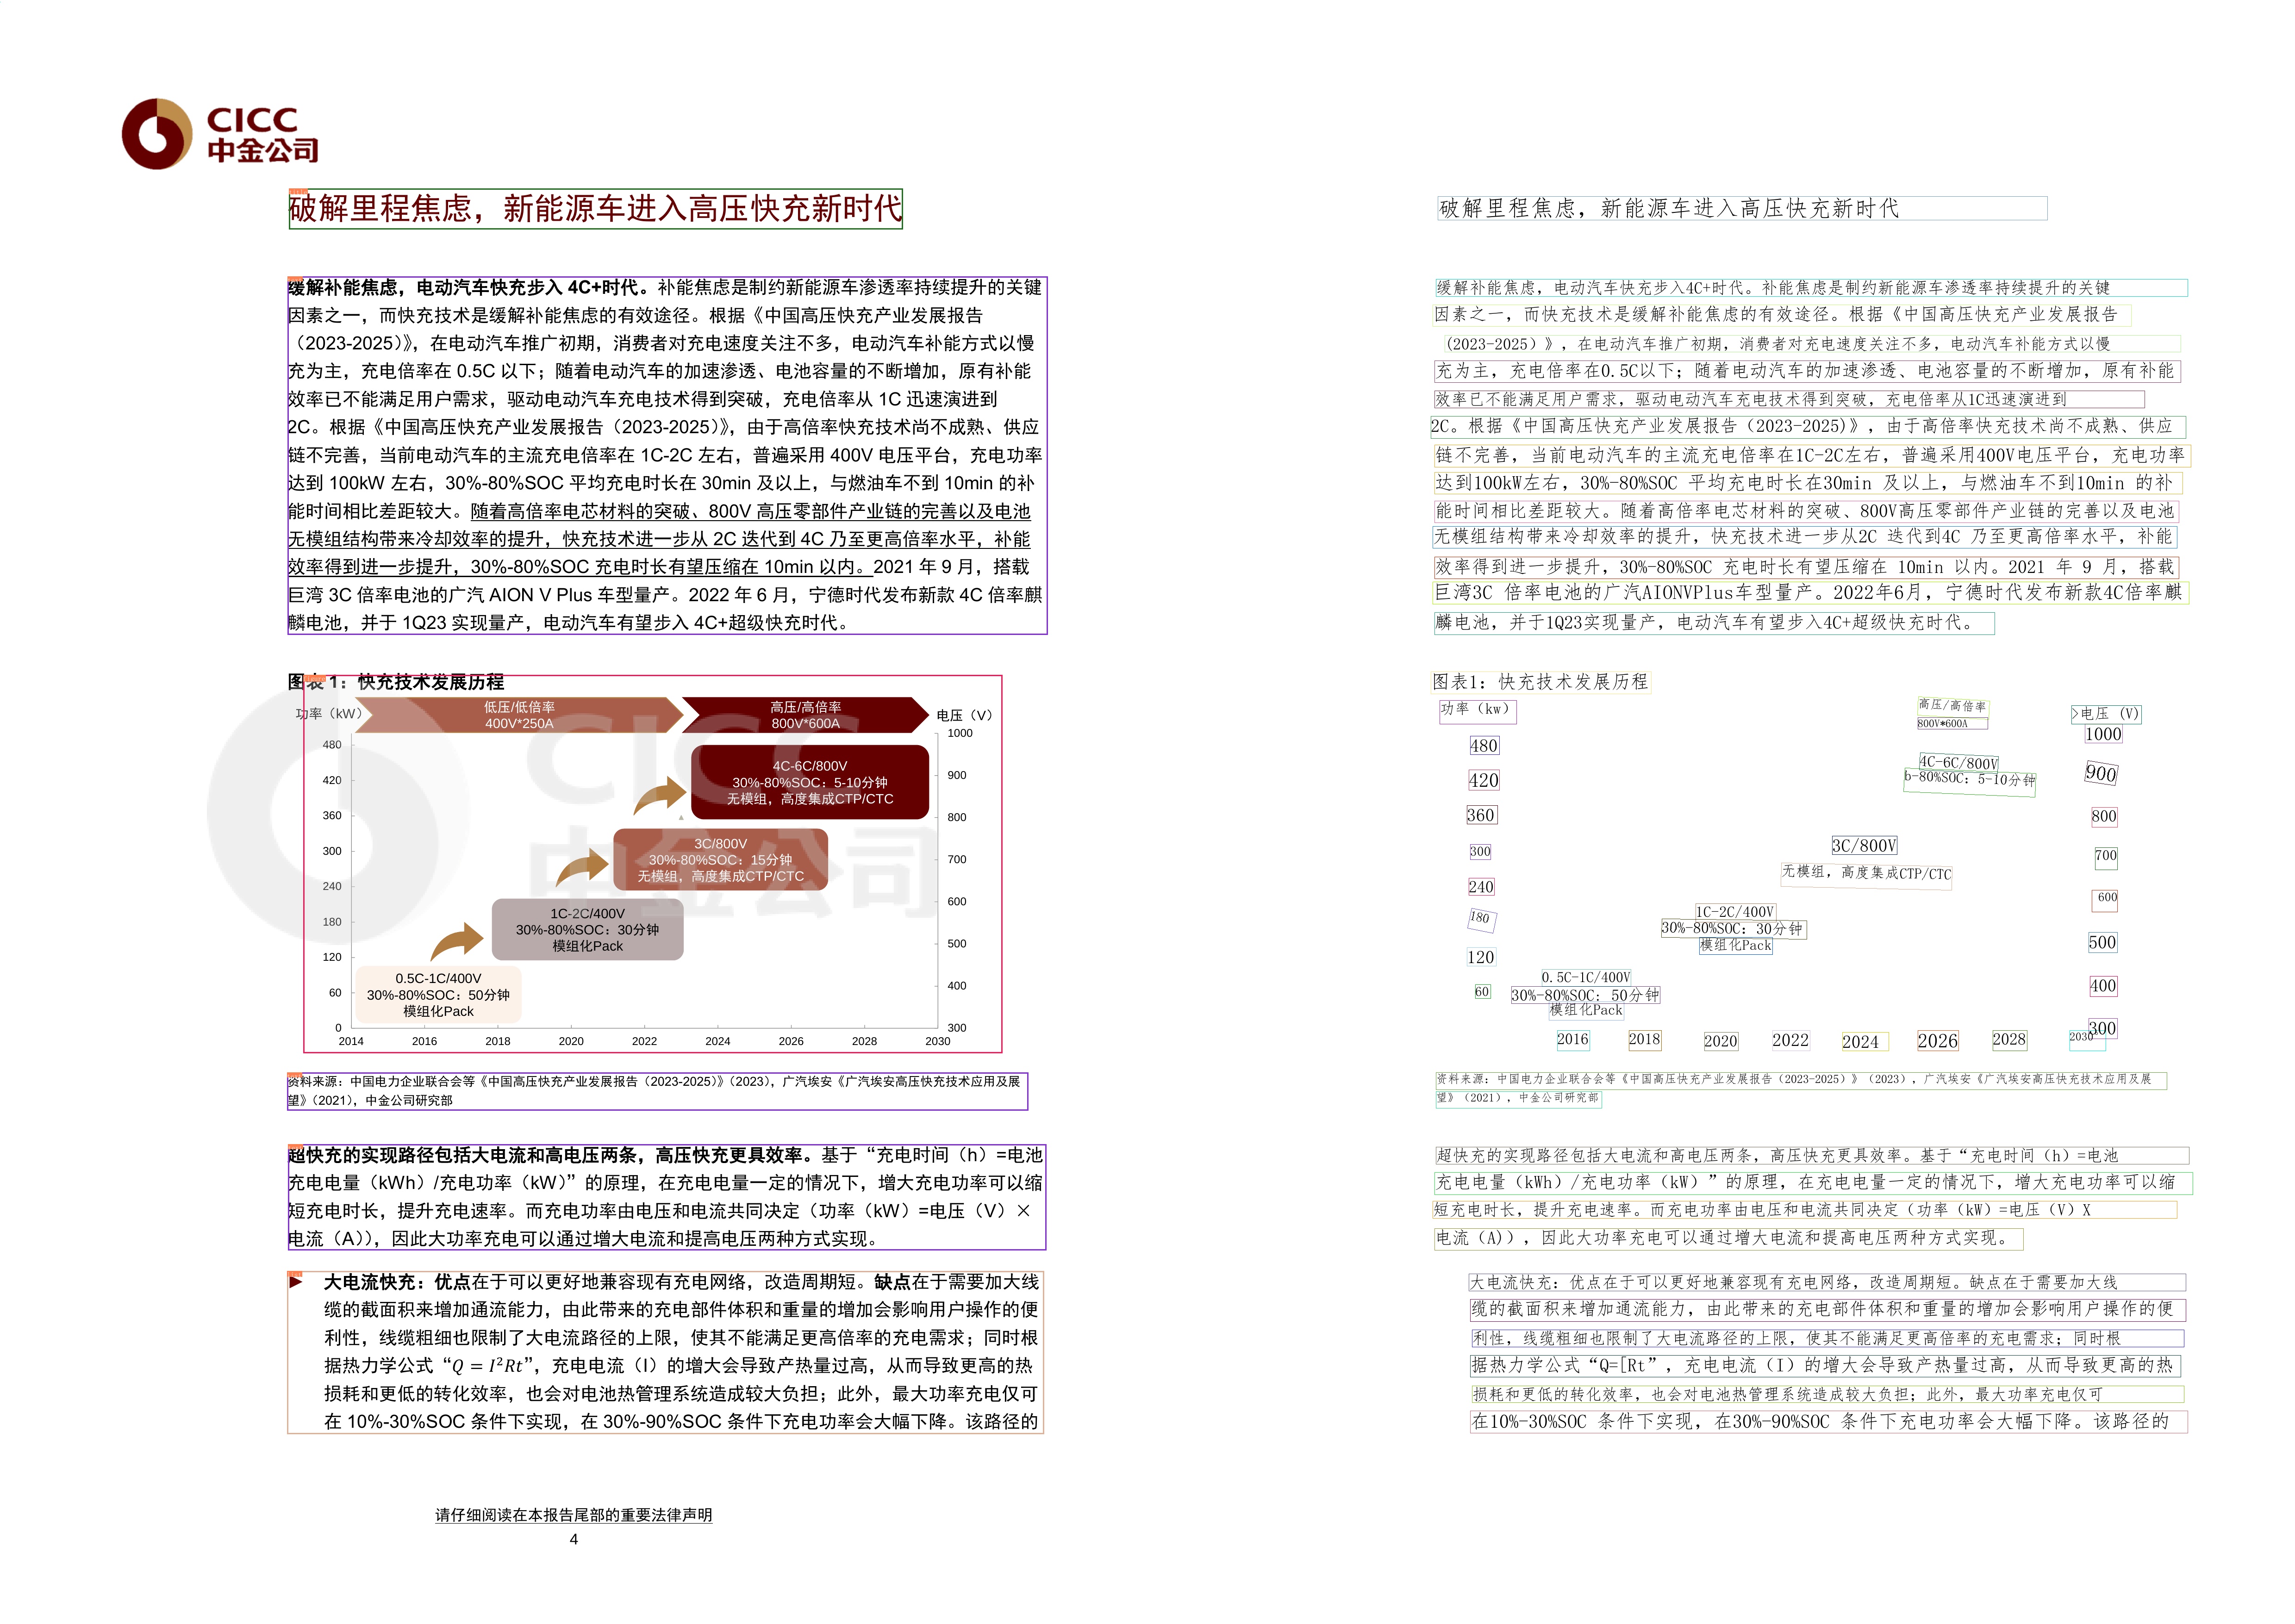 CICC
中金公司
破解里程焦虑，新能源车进入高压快充新时代
缓解补能焦虑，电动汽车快充步入 4C+时代。补能焦虑是制约新能源车渗透率持续提升的关键
因素之一，而快充技术是缓解补能焦虑的有效途径。根据《中国高压快充产业发展报告
（2023-2025）》，在电动汽车推广初期，消费者对充电速度关注不多，电动汽车补能方式以慢
充为主，充电倍率在 0.5C 以下；随着电动汽车的加速渗透、电池容量的不断增加，原有补能
效率已不能满足用户需求，驱动电动汽车充电技术得到突破，充电倍率从 1C 迅速演进到
2C。根据《中国高压快充产业发展报告（2023-2025）》，由于高倍率快充技术尚不成熟、供应
链不完善，当前电动汽车的主流充电倍率在 1C-2C 左右，普遍采用 400V 电压平台，充电功率
达到 100kW 左右，30%-80%SOC 平均充电时长在 30min 及以上，与燃油车不到 10min 的补
能时间相比差距较大。随着高倍率电芯材料的突破、800V 高压零部件产业链的完善以及电池
无模组结构带来冷却效率的提升，快充技术进一步从 2C 迭代到 4C 乃至更高倍率水平，补能
效率得到进一步提升，30%-80%SOC 充电时长有望压缩在 10min 以内。2021 年 9 月，搭载
巨湾 3C 倍率电池的广汽 AION V Plus 车型量产。2022 年 6 月，宁德时代发布新款 4C 倍率麒
麟电池，并于 1Q23 实现量产，电动汽车有望步入 4C+超级快充时代。
图表 1：快充技术发展历程
功率（kW）
低压/低倍率
400V*250A
高压/高倍率
800V*600A
电压（V）
480
420
360
300
240
180
120
60
0
1000
900
800
700
600
500
400
300
4C-6C/800V
30%-80%SOC：5-10分钟
无模组，高度集成CTP/CTC
3C/800V
30%-80%SOC：15分钟
无模组，高度集成CTP/CTC
1C-2C/400V
30%-80%SOC：30分钟
模组化Pack
0.5C-1C/400V
30%-80%SOC：50分钟
模组化Pack
2014 2016 2018 2020 2022 2024 2026 2028 2030
CICC
中金公司
资料来源：中国电力企业联合会等《中国高压快充产业发展报告（2023-2025）》（2023），广汽埃安《广汽埃安高压快充技术应用及展
望》（2021），中金公司研究部
超快充的实现路径包括大电流和高电压两条，高压快充更具效率。基于“充电时间（h）=电池
充电电量（kWh）/充电功率（kW）”的原理，在充电电量一定的情况下，增大充电功率可以缩
短充电时长，提升充电速率。而充电功率由电压和电流共同决定（功率（kW）=电压（V）×
电流（A）），因此大功率充电可以通过增大电流和提高电压两种方式实现。
► 大电流快充：优点在于可以更好地兼容现有充电网络，改造周期短。缺点在于需要加大线
缆的截面积来增加通流能力，由此带来的充电部件体积和重量的增加会影响用户操作的便
利性，线缆粗细也限制了大电流路径的上限，使其不能满足更高倍率的充电需求；同时根
据热力学公式“Q = I²Rt”，充电电流（I）的增大会导致产热量过高，从而导致更高的热
损耗和更低的转化效率，也会对电池热管理系统造成较大负担；此外，最大功率充电仅可
在 10%-30%SOC 条件下实现，在 30%-90%SOC 条件下充电功率会大幅下降。该路径的
请仔细阅读在本报告尾部的重要法律声明
4
破解里程焦虑，新能源车进入高压快充新时代
缓解补能焦虑，电动汽车快充步入4C+时代。补能焦虑是制约新能源车渗透率持续提升的关键
因素之一，而快充技术是缓解补能焦虑的有效途径。根据《中国高压快充产业发展报告
（2023-2025）》，在电动汽车推广初期，消费者对充电速度关注不多，电动汽车补能方式以慢
充为主，充电倍率在0.5C以下；随着电动汽车的加速渗透、电池容量的不断增加，原有补能
效率已不能满足用户需求，驱动电动汽车充电技术得到突破，充电倍率从1C迅速演进到
2C。根据《中国高压快充产业发展报告（2023-2025)》，由于高倍率快充技术尚不成熟、供应
链不完善，当前电动汽车的主流充电倍率在1C-2C左右，普遍采用400V电压平台，充电功率
达到100kW左右，30%-80%SOC 平均充电时长在30min 及以上，与燃油车不到10min 的补
能时间相比差距较大。随着高倍率电芯材料的突破、800V高压零部件产业链的完善以及电池
无模组结构带来冷却效率的提升，快充技术进一步从2C 迭代到4C 乃至更高倍率水平，补能
效率得到进一步提升，30%-80%SOC 充电时长有望压缩在 10min 以内。2021 年 9 月，搭载
巨湾3C 倍率电池的广汽AIONVPlus车型量产。2022年6月，宁德时代发布新款4C倍率麒
麟电池，并于1Q23实现量产，电动汽车有望步入4C+超级快充时代。
图表1：快充技术发展历程
功率（kw）
高压/高倍率
800V*600A
>电压 (V)
480
420
360
300
240
180
120
60
1000
900
800
700
600
500
400
300
4C-6C/800V
b-80%SOC：5-10分钟
3C/800V
无模组，高度集成CTP/CTC
1C-2C/400V
30%-80%SOC：30分钟
模组化Pack
0.5C-1C/400V
30%-80%SOC：50分钟
模组化Pack
2016 2018 2020 2022 2024 2026 2028 2030
资料来源：中国电力企业联合会等《中国高压快充产业发展报告（2023-2025）》（2023），广汽埃安《广汽埃安高压快充技术应用及展
望》（2021），中金公司研究部
超快充的实现路径包括大电流和高电压两条，高压快充更具效率。基于“充电时间（h）=电池
充电电量（kWh）/充电功率（kW）”的原理，在充电电量一定的情况下，增大充电功率可以缩
短充电时长，提升充电速率。而充电功率由电压和电流共同决定（功率（kW）=电压（V）X
电流（A)），因此大功率充电可以通过增大电流和提高电压两种方式实现。
大电流快充：优点在于可以更好地兼容现有充电网络，改造周期短。缺点在于需要加大线
缆的截面积来增加通流能力，由此带来的充电部件体积和重量的增加会影响用户操作的便
利性，线缆粗细也限制了大电流路径的上限，使其不能满足更高倍率的充电需求；同时根
据热力学公式“Q=[Rt”，充电电流（I）的增大会导致产热量过高，从而导致更高的热
损耗和更低的转化效率，也会对电池热管理系统造成较大负担；此外，最大功率充电仅可
在10%-30%SOC 条件下实现，在30%-90%SOC 条件下充电功率会大幅下降。该路径的